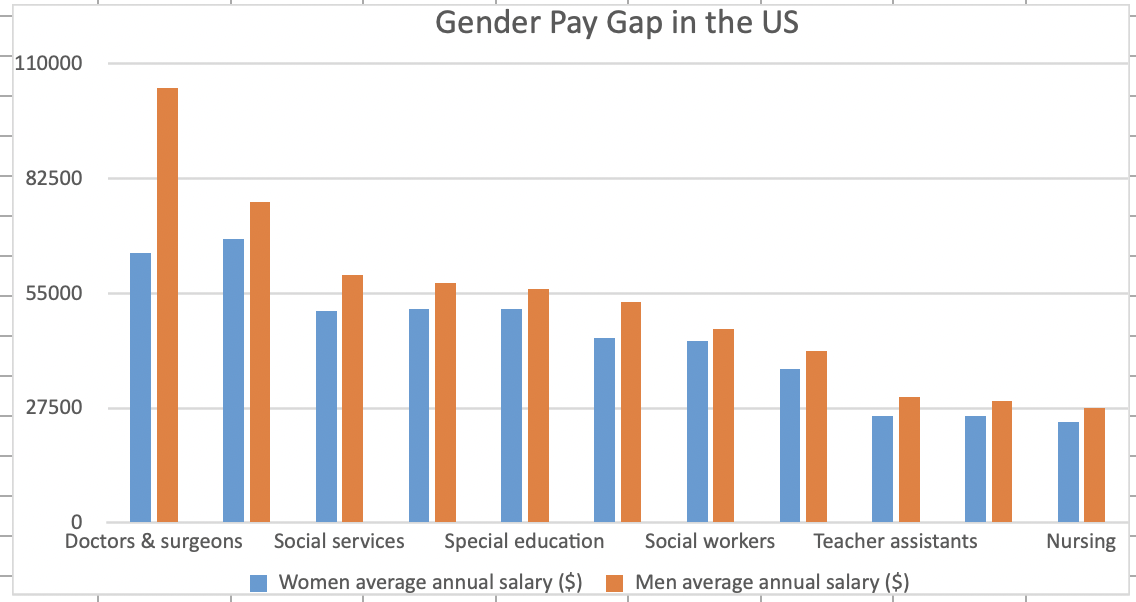 Gender Pay Gap in the US
110000
82500
55000
27500
0
Doctors & surgeons Social services Special education Social workers Teacher assistants Nursing
Women average annual salary ($) Men average annual salary ($)